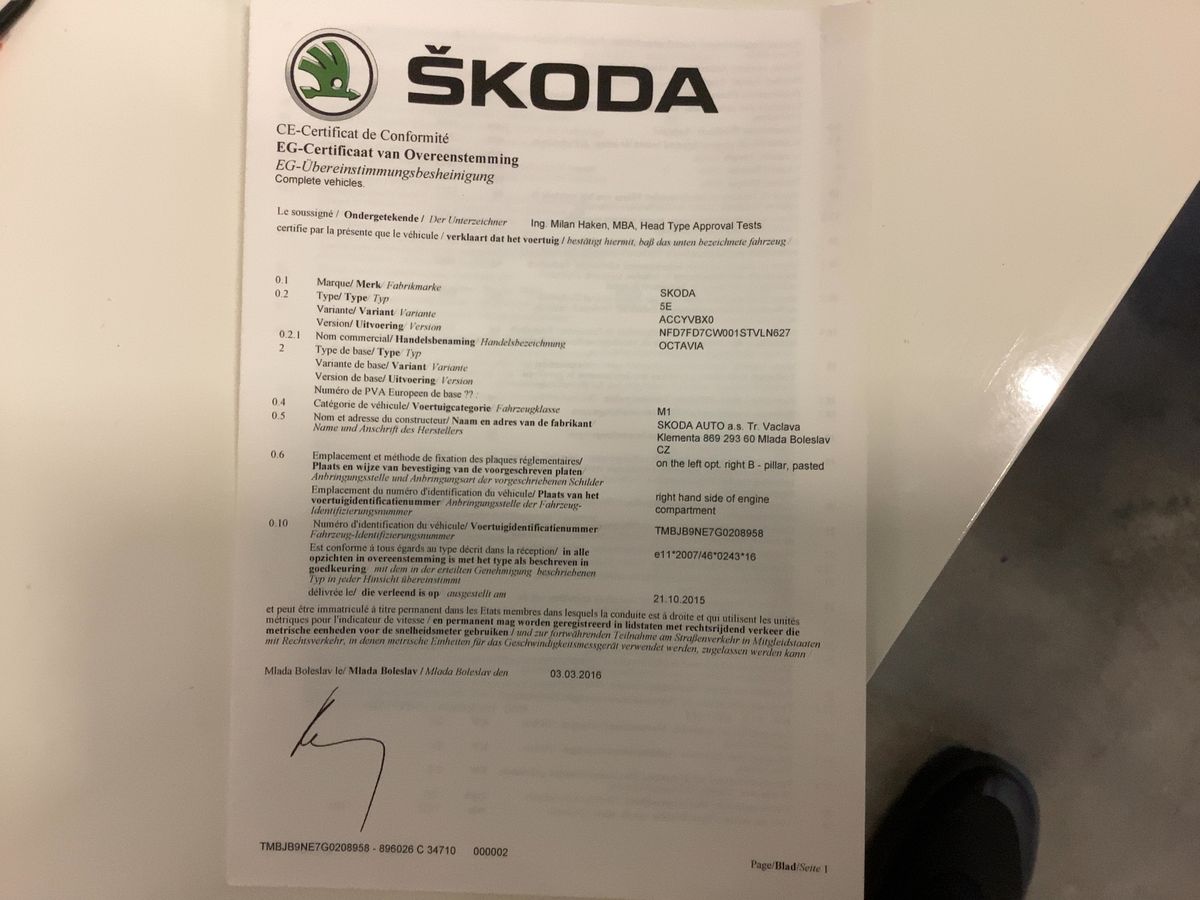 ŠKODA
CE-Certificat de Conformité
EG-Certificaat van Overeenstemming
EG-Übereinstimmungsbesheinigung
Complete vehicles.
Le soussigné / Ondergetekende / Der Unterzeichner Ing. Milan Haken, MBA, Head Type Approval Tests
certifie par la présente que le véhicule / verklaart dat het voertuig / bestätigt hiermit, baß das unten bezeichnete fahrzeug /
0.1 Marque/ Merk/ Fabrikmarke SKODA
0.2 Type/ Type/ Typ 5E
Variante/ Variant/ Variante ACCYVBX0
Version/ Uitvoering/ Version NFD7FD7CW001STVLN627
0.2.1 Nom commercial/ Handelsbenaming/ Handelsbezeichnung OCTAVIA
2 Type de base/ Type/ Typ
Variante de base/ Variant/ Variante
Version de base/ Uitvoering/ Version
Numéro de PVA Europeen de base ?? :
0.4 Catégorie de véhicule/ Voertuigcategorie/ Fahrzeugklasse M1
0.5 Nom et adresse du constructeur/ Naam en adres van de fabrikant/ SKODA AUTO a.s. Tr. Vaclava
Name und Anschrift des Herstellers Klementa 869 293 60 Mlada Boleslav
CZ
0.6 Emplacement et méthode de fixation des plaques réglementaires/ on the left opt. right B - pillar, pasted
Plaats en wijze van bevestiging van de voorgeschreven platen/
Anbringungsstelle und Anbringungsart der vorgeschriebenen Schilder
Emplacement du numéro d'identification du véhicule/ Plaats van het right hand side of engine
voertuigidentificatienummer/ Anbringungsstelle der Fahrzeug- compartment
Identifizierungsnummer
0.10 Numéro d'identification du véhicule/ Voertuigidentificatienummer/ TMBJB9NE7G0208958
Fahrzeug-Identifizierungsnummer
Est conforme à tous égards au type décrit dans la réception/ in alle e11*2007/46*0243*16
opzichten in overeenstemming is met het type als beschreven in
goedkeuring/ mit dem in der erteilten Genehmigung beschriebenen
Typ in jeder Hinsicht übereinstimmt
délivrée le/ die verleend is op/ ausgestellt am 21.10.2015
et peut être immatriculé à titre permanent dans les Etats membres dans lesquels la conduite est à droite et qui utilisent les unités
métriques pour l'indicateur de vitesse / en permanent mag worden geregistreerd in lidstaten met rechtsrijdend verkeer die
metrische eenheden voor de snelheidsmeter gebruiken / und zur fortwährenden Teilnahme am Straßenverkehr in Mitgleidstaaten
mit Rechtsverkehr, in denen metrische Einheiten für das Geschwindigkeitsmessgerät verwendet werden, zugelassen werden kann /
Mlada Boleslav le/ Mlada Boleslav / Mlada Boleslav den 03.03.2016
TMBJB9NE7G0208958 - 896026 C 34710 000002
Page/Blad/Seite 1